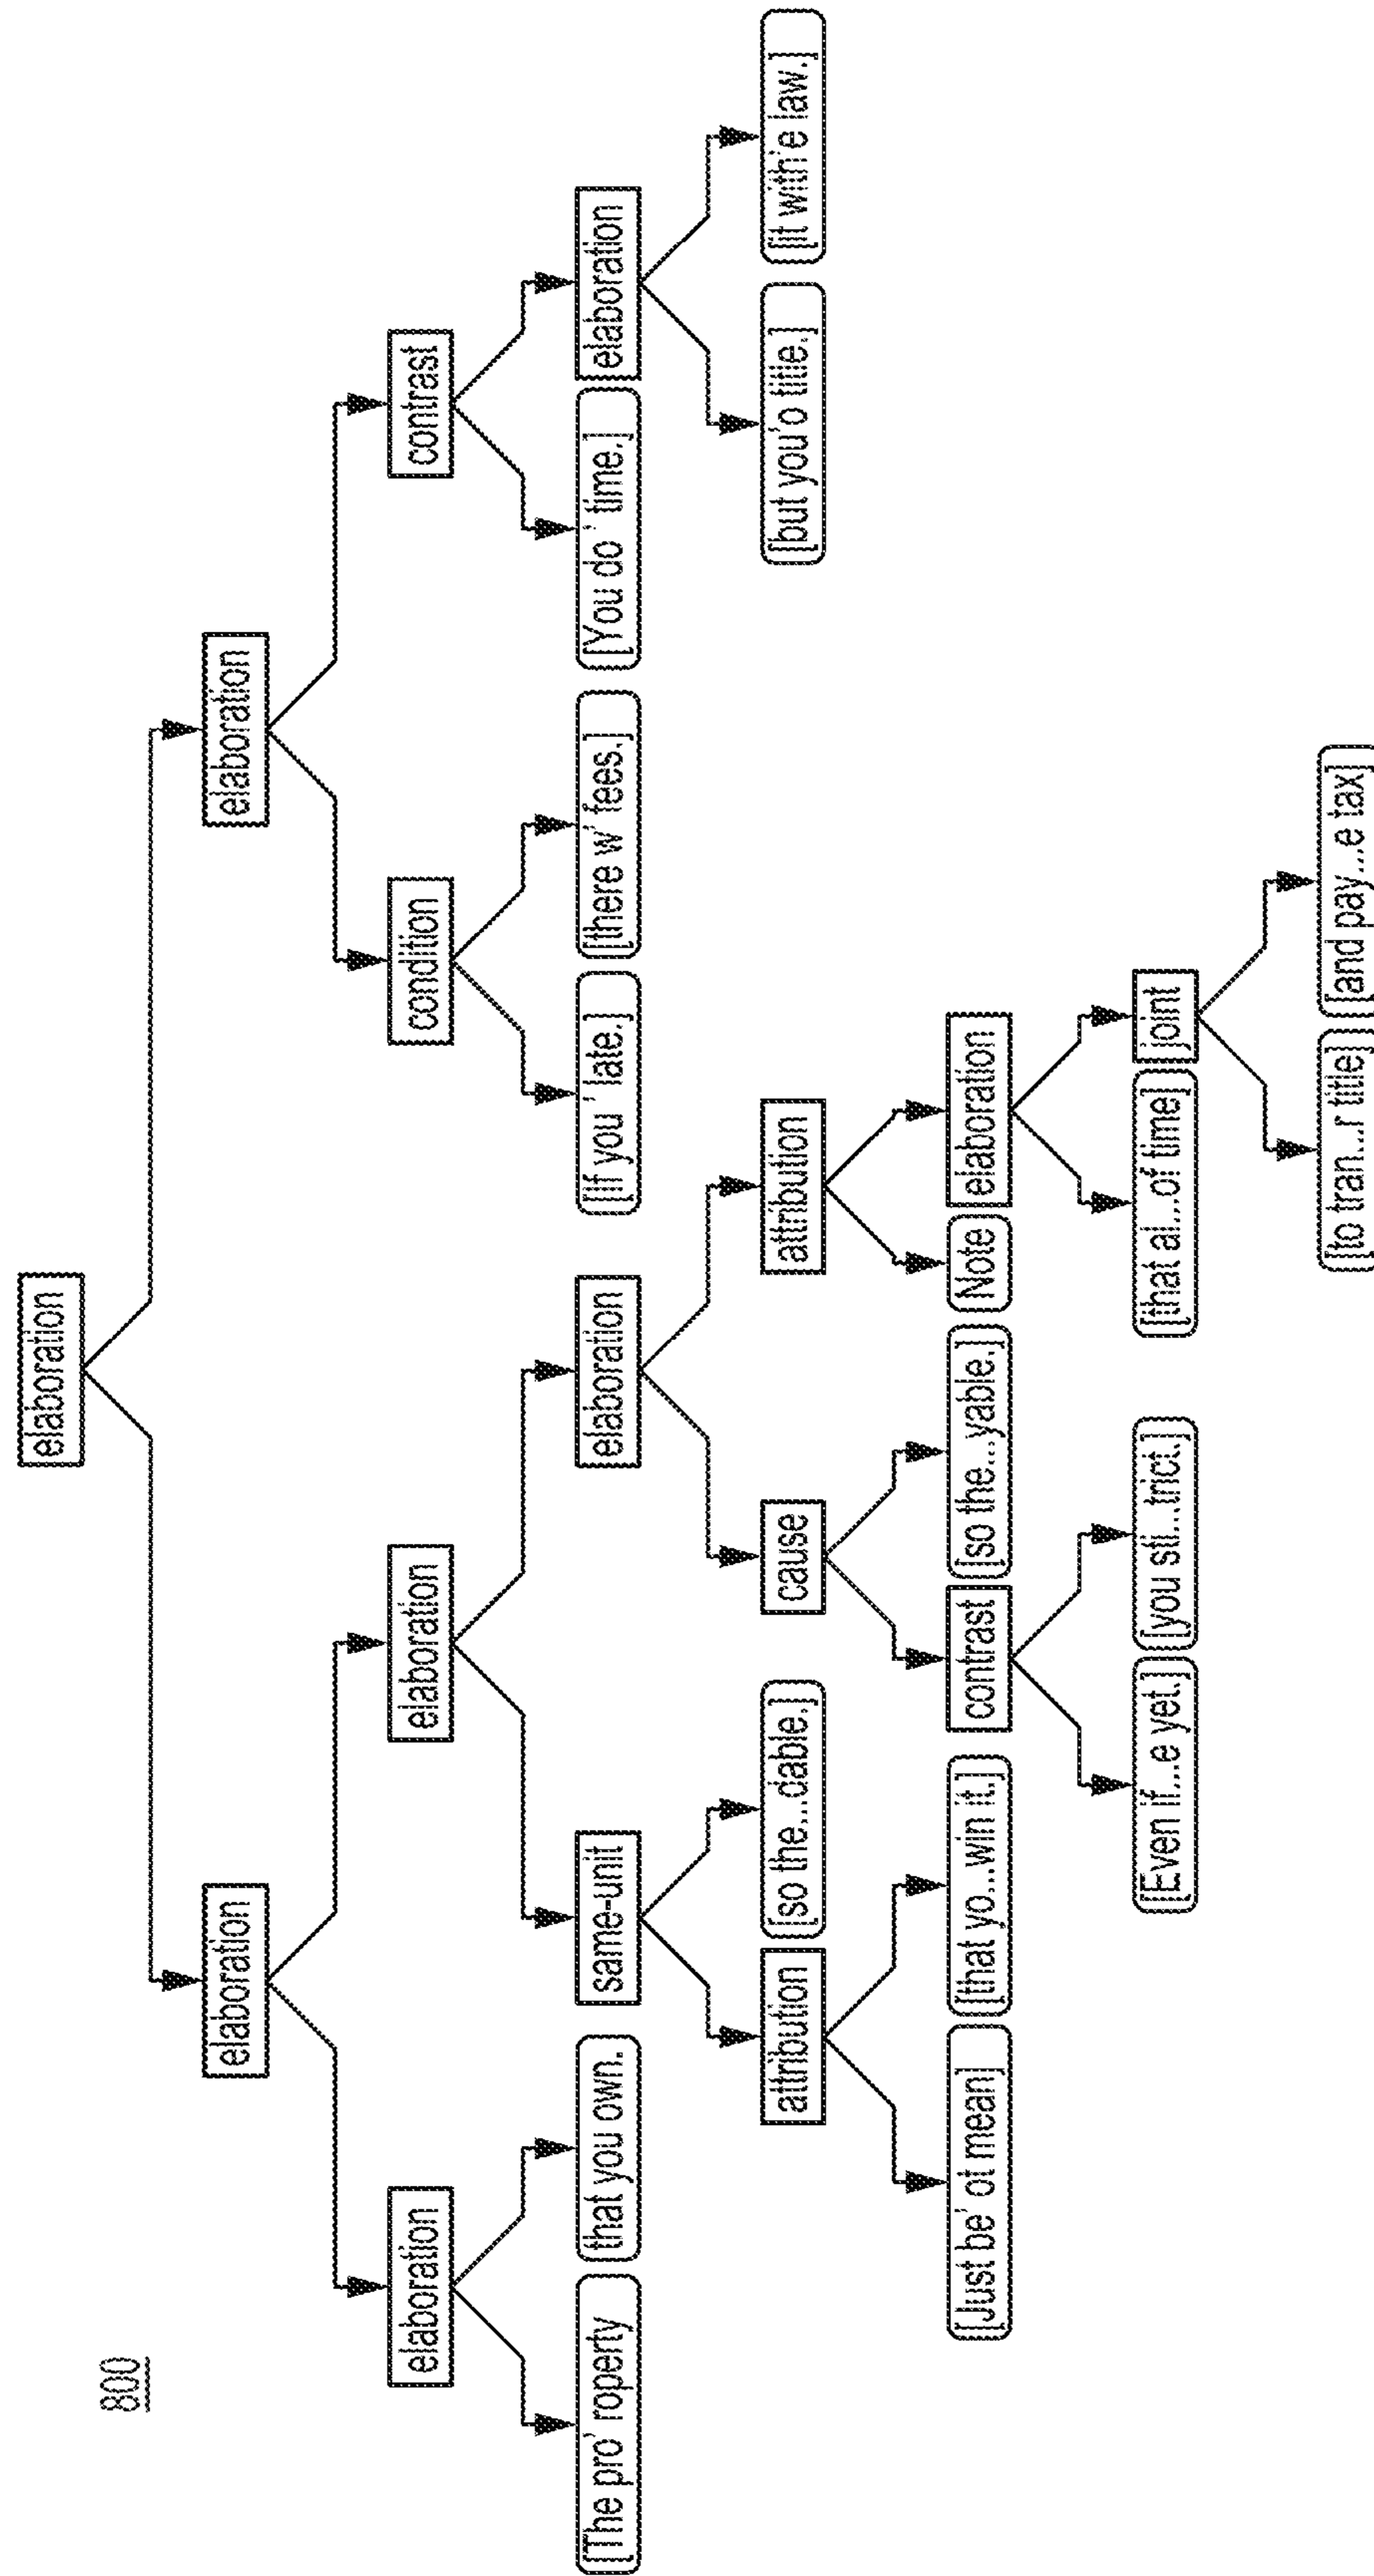 800
elaboration
elaboration
elaboration
elaboration
elaboration
condition
contrast
[The pro' roperty
that you own.
same-unit
elaboration
[If you ' late.]
[there w' fees.]
[You do ' time.]
elaboration
attribution
[so the...dable.]
cause
attribution
[but you'o title.]
[it with'e law.]
[Just be' ot mean]
[that yo...win it.]
contrast
[so the...yable.]
Note
elaboration
[Even if...e yet.]
[you sti...trict.]
[that al...of time]
joint
[to tran...r title]
[and pay...e tax]